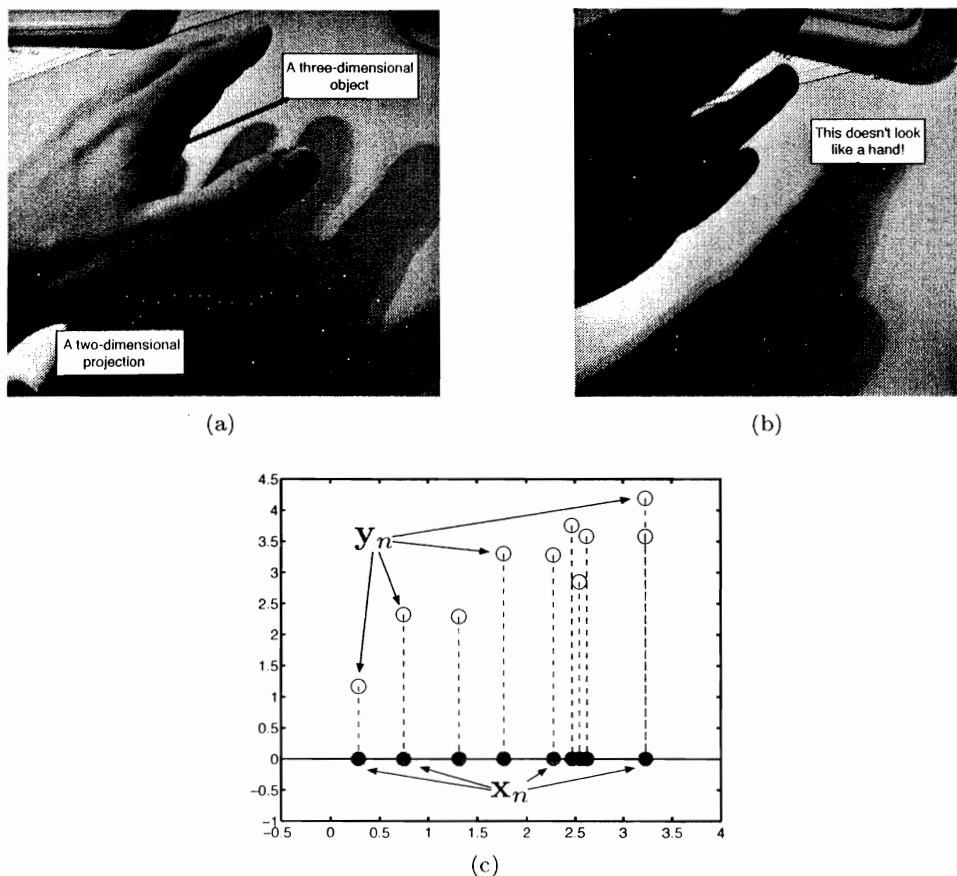 A three-dimensional
object
A two-dimensional
projection
This doesn't look
like a hand!
(a)
(b)
4.5
4
3.5
3
2.5
2
1.5
1
0.5
0
−0.5
−1
yₙ
xₙ
−0.5
0
0.5
1
1.5
2
2.5
3
3.5
4
(c)